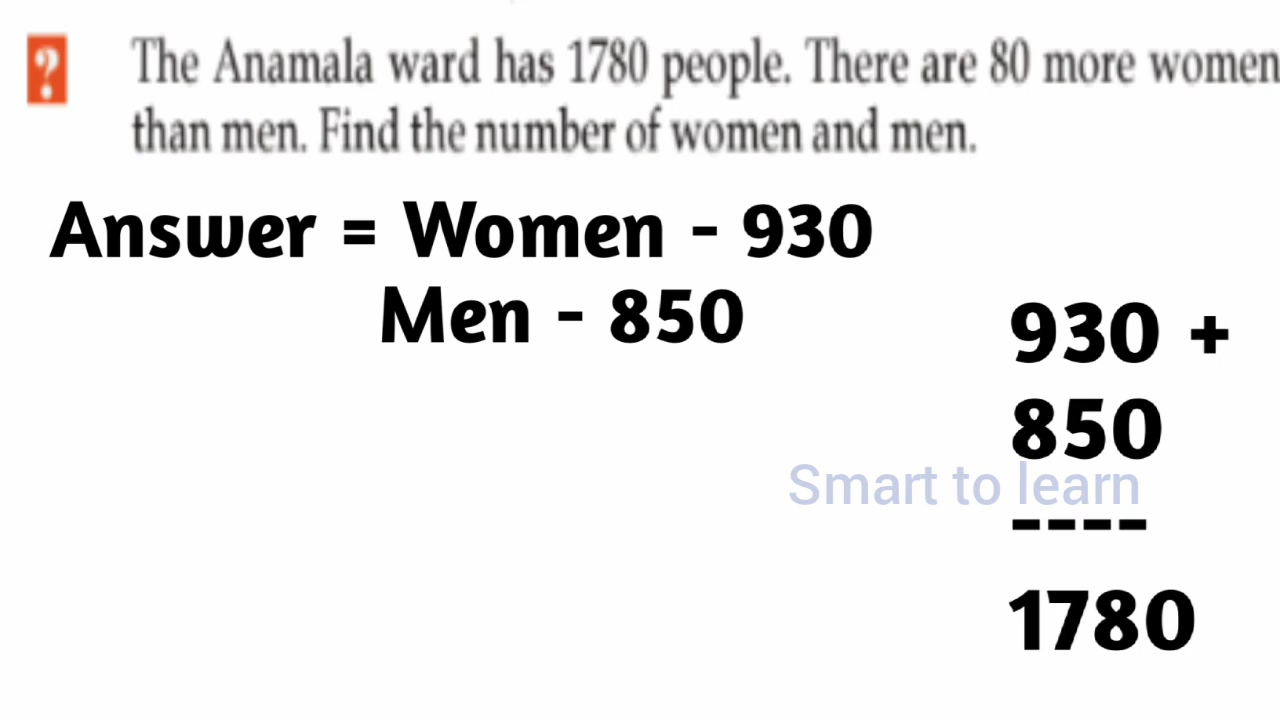 ?
The Anamala ward has 1780 people. There are 80 more women
than men. Find the number of women and men.
Answer = Women - 930
Men - 850
930 +
850
Smart to learn
----
1780